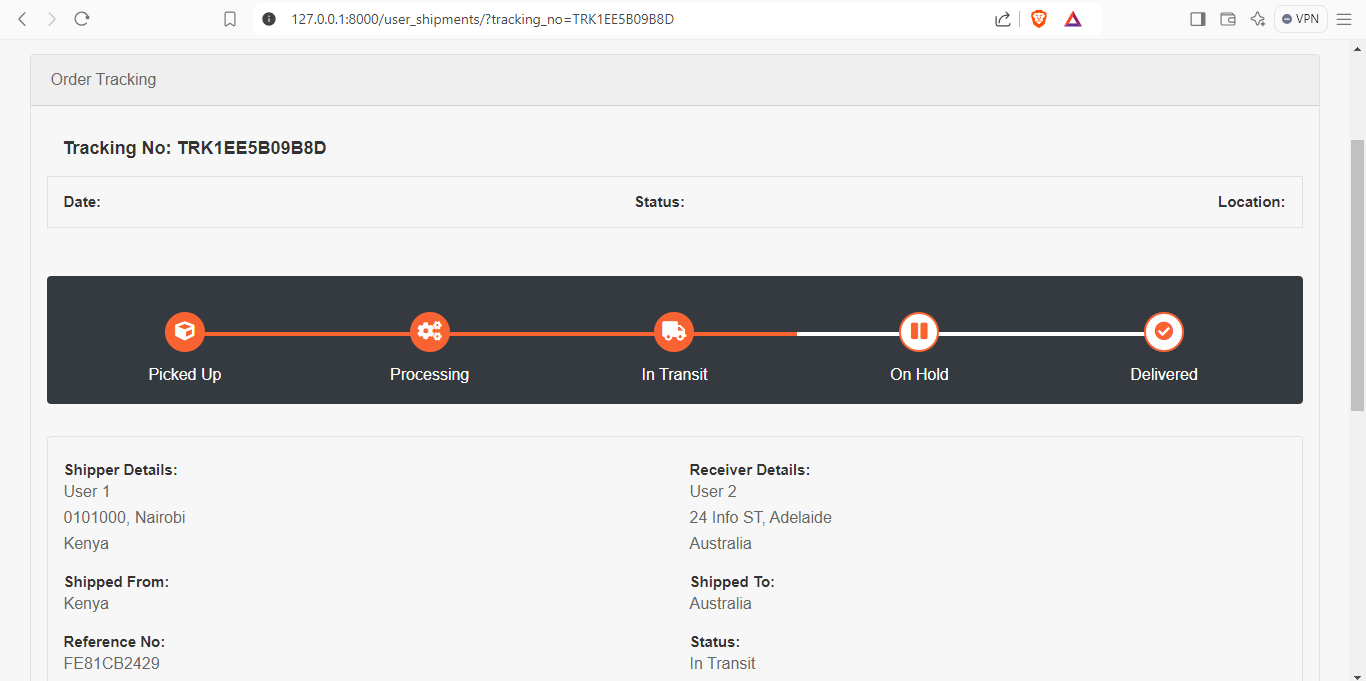 127.0.0.1:8000/user_shipments/?tracking_no=TRK1EE5B09B8D
VPN
Order Tracking
Tracking No: TRK1EE5B09B8D
Date: Status: Location:
Picked Up Processing In Transit On Hold Delivered
Shipper Details:
User 1
0101000, Nairobi
Kenya
Receiver Details:
User 2
24 Info ST, Adelaide
Australia
Shipped From:
Kenya
Shipped To:
Australia
Reference No:
FE81CB2429
Status:
In Transit